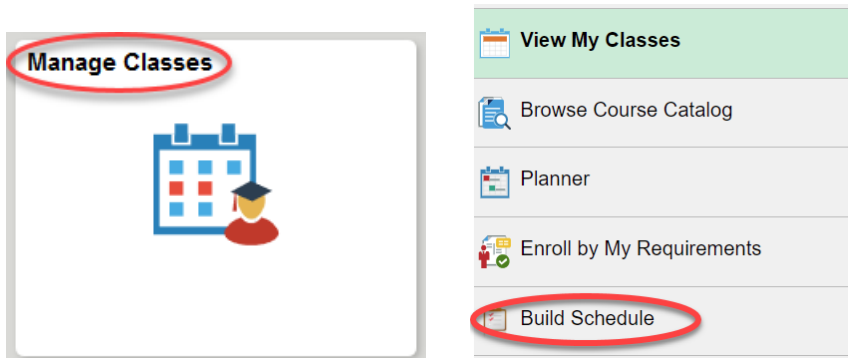 Manage Classes
View My Classes
Browse Course Catalog
Planner
Enroll by My Requirements
Build Schedule